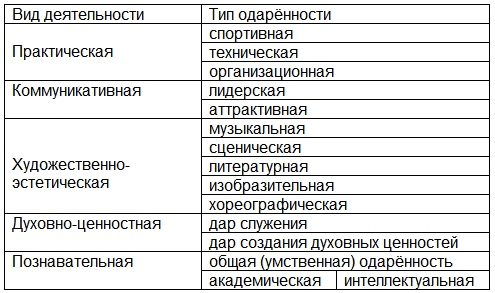 Вид деятельности Тип одарённости
Практическая спортивная
техническая
организационная
Коммуникативная лидерская
аттрактивная
Художественно-
эстетическая музыкальная
сценическая
литературная
изобразительная
хореографическая
Духовно-ценностная дар служения
дар создания духовных ценностей
Познавательная общая (умственная) одарённость
академическая интеллектуальная